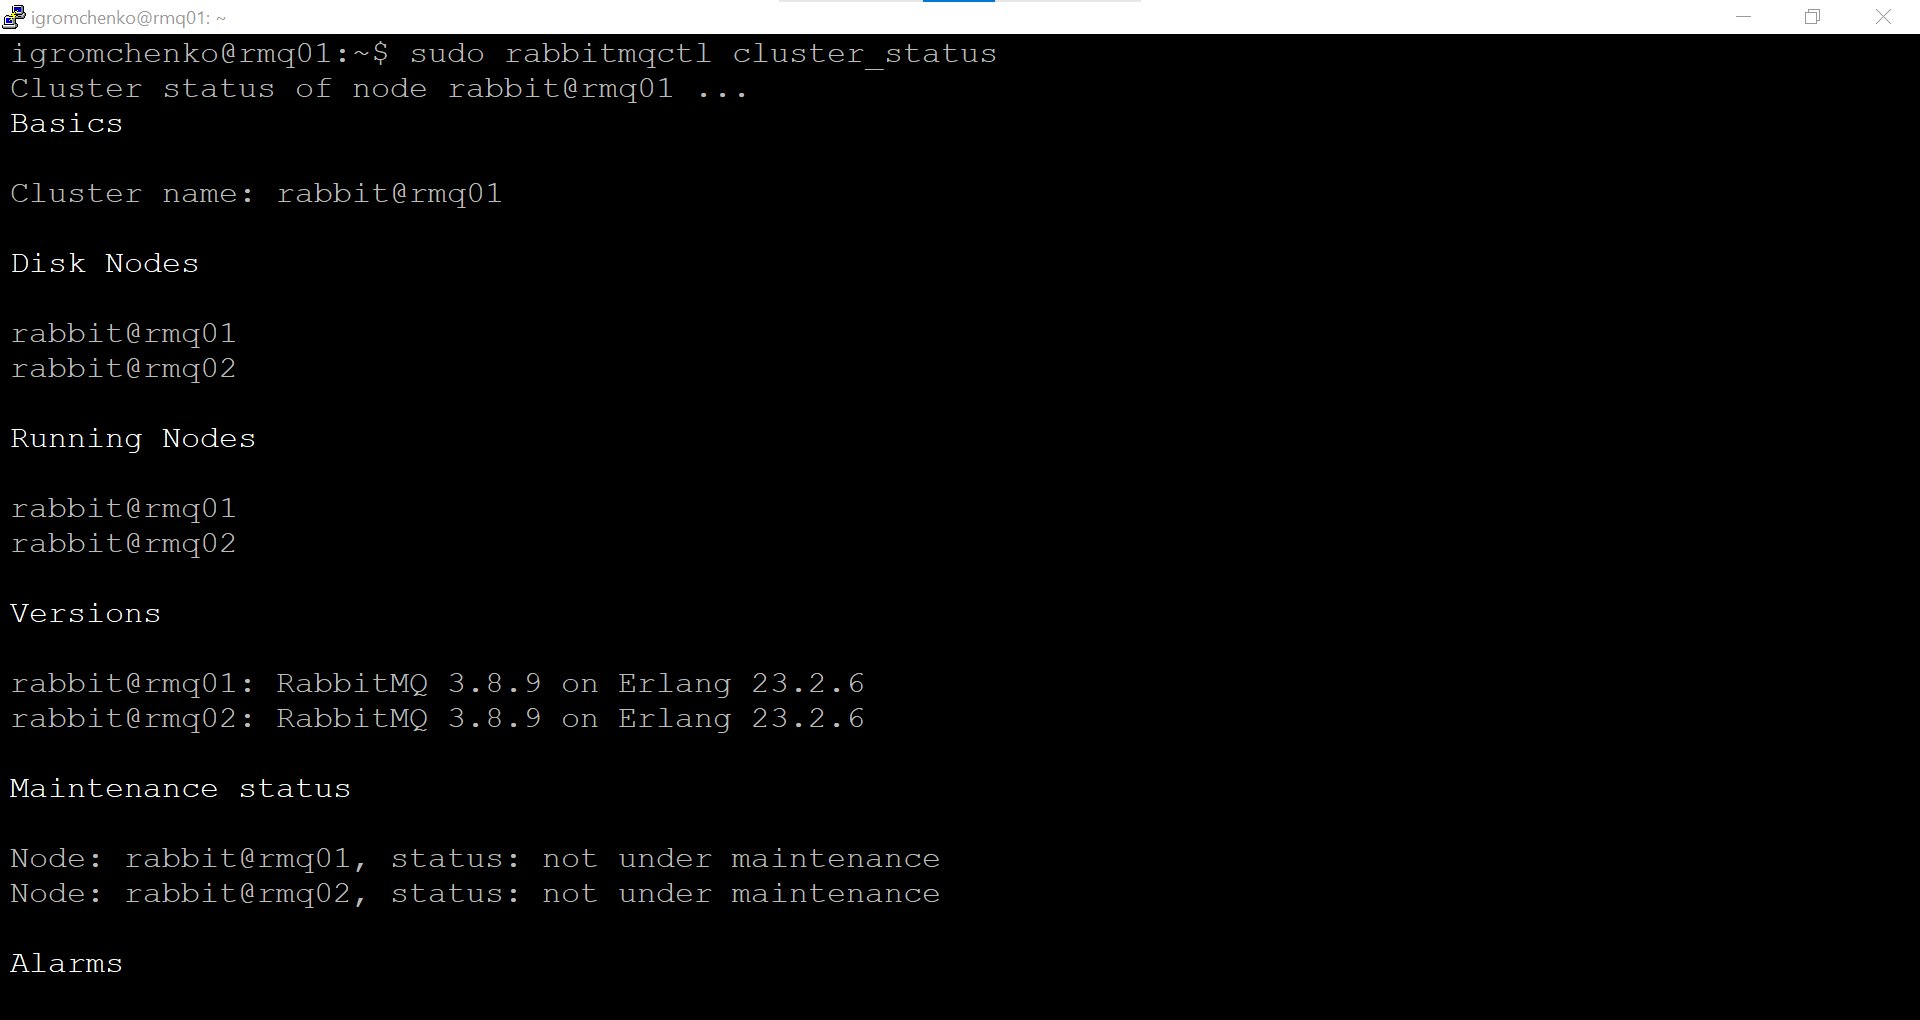 igromchenko@rmq01: ~
igromchenko@rmq01:~$ sudo rabbitmqctl cluster_status
Cluster status of node rabbit@rmq01 ...
Basics
Cluster name: rabbit@rmq01
Disk Nodes
rabbit@rmq01
rabbit@rmq02
Running Nodes
rabbit@rmq01
rabbit@rmq02
Versions
rabbit@rmq01: RabbitMQ 3.8.9 on Erlang 23.2.6
rabbit@rmq02: RabbitMQ 3.8.9 on Erlang 23.2.6
Maintenance status
Node: rabbit@rmq01, status: not under maintenance
Node: rabbit@rmq02, status: not under maintenance
Alarms